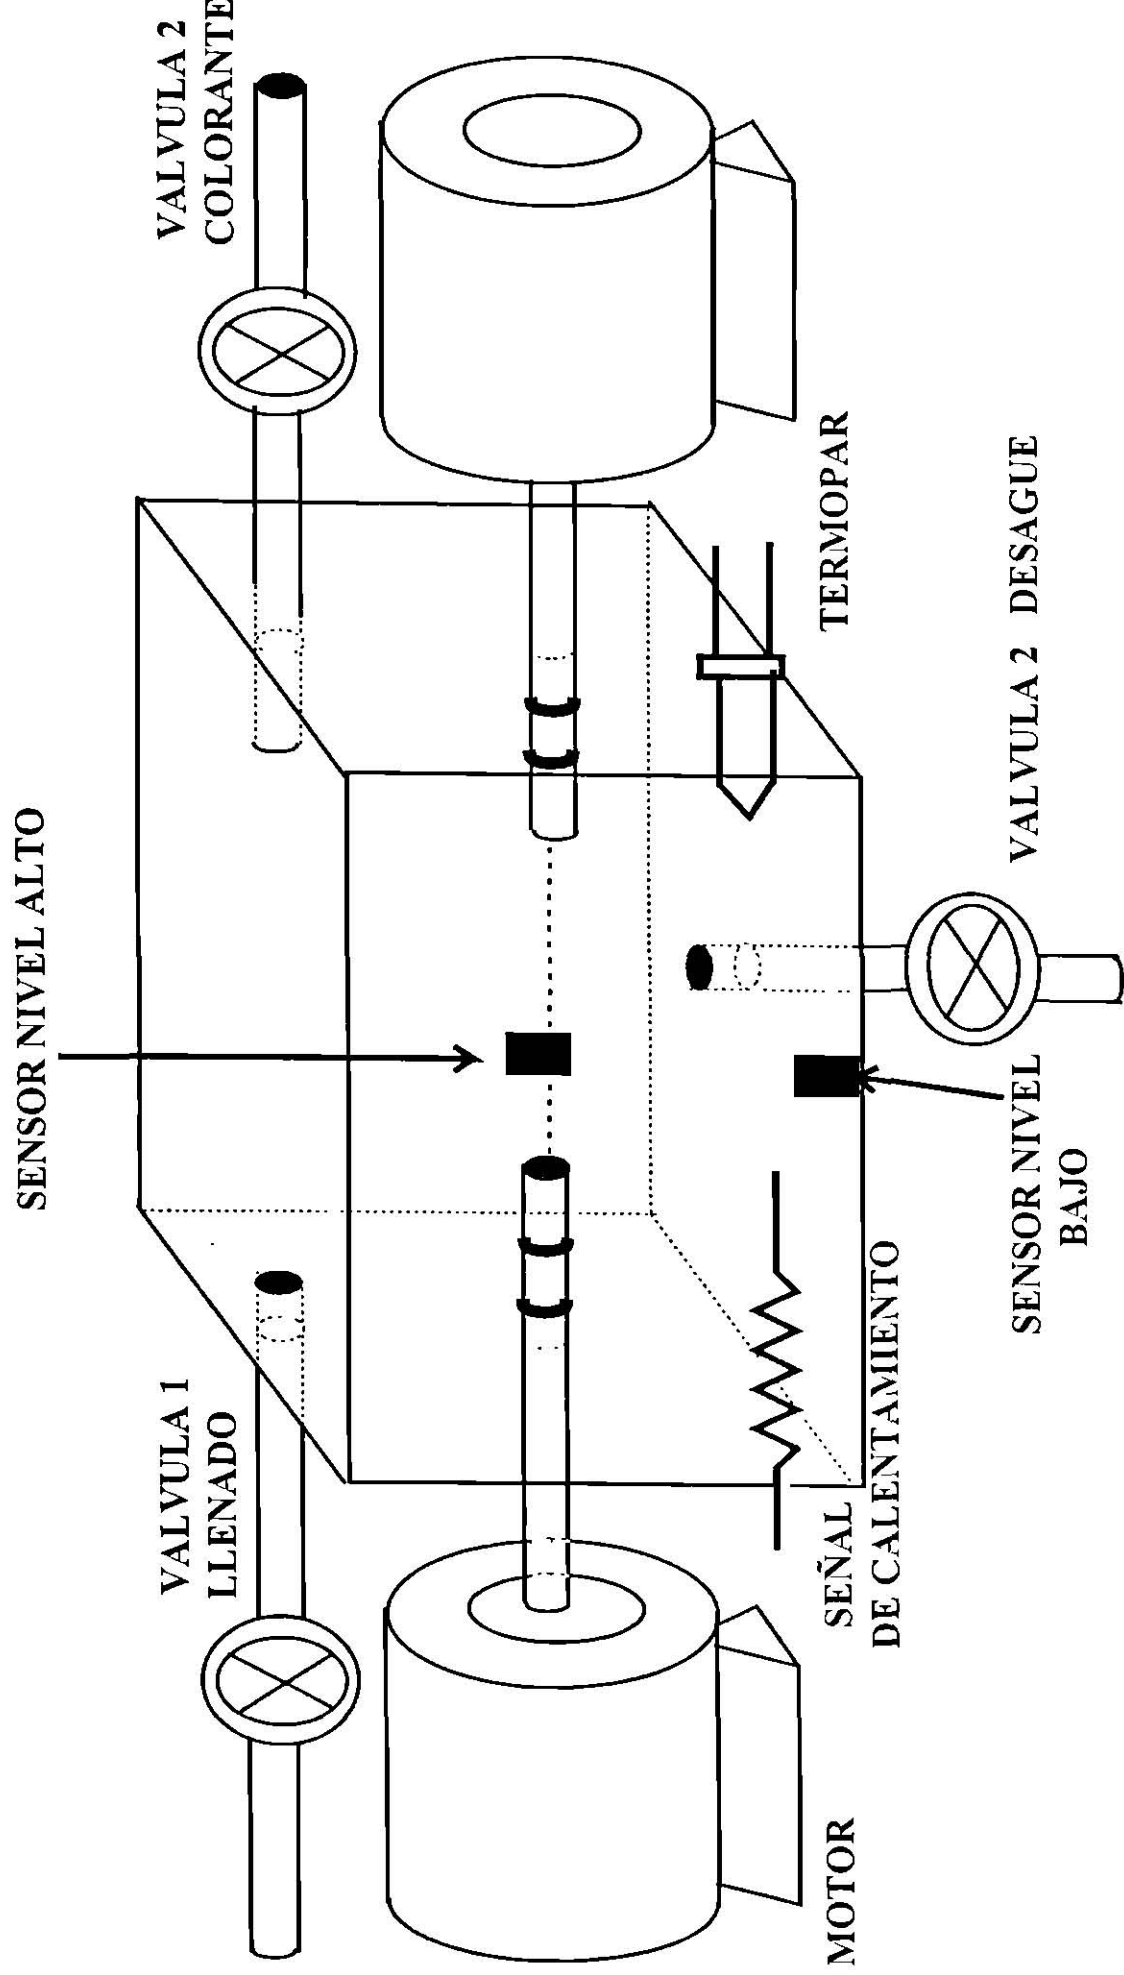 SENSOR NIVEL ALTO
VALVULA 1
LLENADO
VALVULA 2
COLORANTE
MOTOR
SEÑAL
DE CALENTAMIENTO
TERMOPAR
SENSOR NIVEL
BAJO
VALVULA 2 DESAGUE